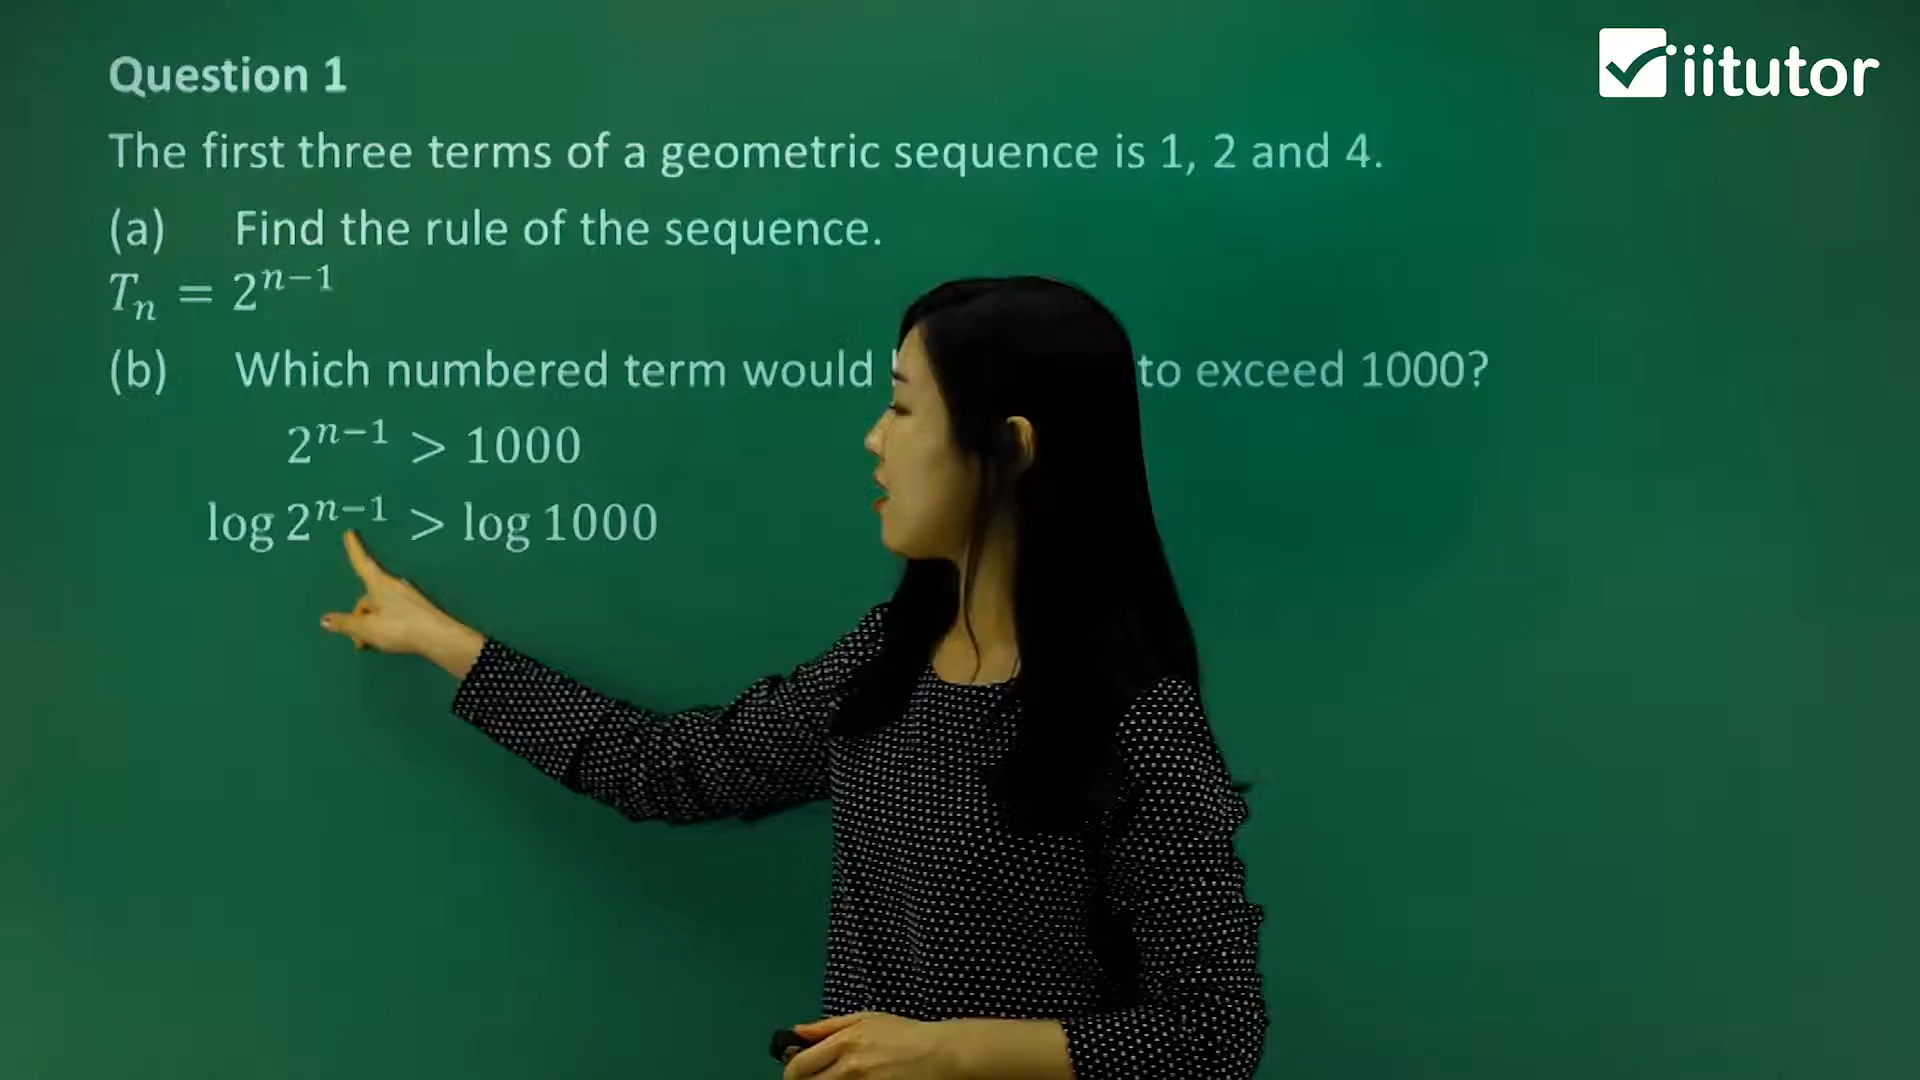 Question 1
iitutor
The first three terms of a geometric sequence is 1, 2 and 4.
(a) Find the rule of the sequence.
Tₙ = 2ⁿ⁻¹
(b) Which numbered term would to exceed 1000?
2ⁿ⁻¹ > 1000
log 2ⁿ⁻¹ > log 1000